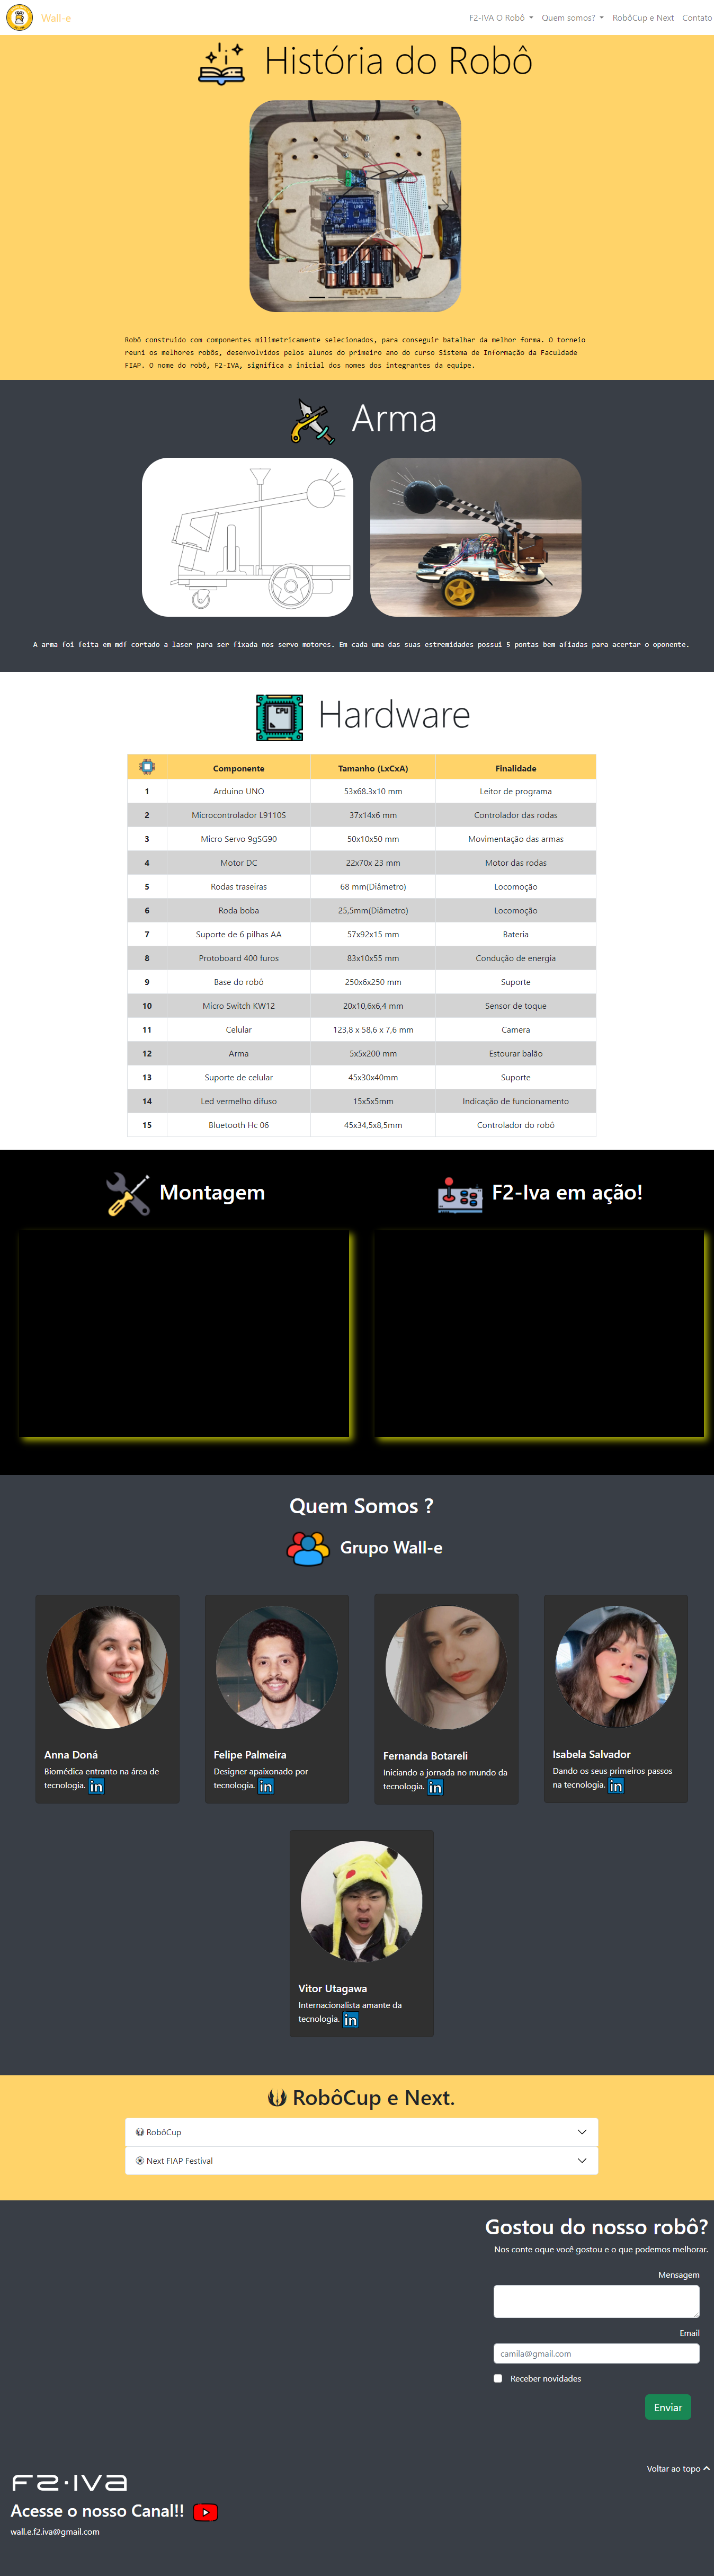 Wall-e
F2-IVA O Robô
Quem somos?
RobôCup e Next
Contato
História do Robô
F2-IVA
UNO
F2-IVA
Robô construido com componentes milimetricamente selecionados, para conseguir batalhar da melhor forma. O torneio
reuni os melhores robôs, desenvolvidos pelos alunos do primeiro ano do curso Sistema de Informação da Faculdade
FIAP. O nome do robô, F2-IVA, significa a inicial dos nomes dos integrantes da equipe.
Arma
A arma foi feita em mdf cortado a laser para ser fixada nos servo motores. Em cada uma das suas estremidades possui 5 pontas bem afiadas para acertar o oponente.
CPU
Hardware
Componente Tamanho (LxCxA) Finalidade
1 Arduino UNO 53x68.3x10 mm Leitor de programa
2 Microcontrolador L9110S 37x14x6 mm Controlador das rodas
3 Micro Servo 9gSG90 50x10x50 mm Movimentação das armas
4 Motor DC 22x70x 23 mm Motor das rodas
5 Rodas traseiras 68 mm(Diâmetro) Locomoção
6 Roda boba 25,5mm(Diâmetro) Locomoção
7 Suporte de 6 pilhas AA 57x92x15 mm Bateria
8 Protoboard 400 furos 83x10x55 mm Condução de energia
9 Base do robô 250x6x250 mm Suporte
10 Micro Switch KW12 20x10,6x6,4 mm Sensor de toque
11 Celular 123,8 x 58,6 x 7,6 mm Camera
12 Arma 5x5x200 mm Estourar balão
13 Suporte de celular 45x30x40mm Suporte
14 Led vermelho difuso 15x5x5mm Indicação de funcionamento
15 Bluetooth Hc 06 45x34,5x8,5mm Controlador do robô
Montagem
F2-Iva em ação!
Quem Somos ?
Grupo Wall-e
Anna Doná
Biomédica entranto na área de
tecnologia. in
Felipe Palmeira
Designer apaixonado por
tecnologia. in
Fernanda Botareli
Iniciando a jornada no mundo da
tecnologia. in
Isabela Salvador
Dando os seus primeiros passos
na tecnologia. in
Vitor Utagawa
Internacionalista amante da
tecnologia. in
RobôCup e Next.
RobôCup
Next FIAP Festival
Gostou do nosso robô?
Nos conte oque você gostou e o que podemos melhorar.
Mensagem
Email
camila@gmail.com
Receber novidades
Enviar
Voltar ao topo
F2·IVA
Acesse o nosso Canal!!
wall.e.f2.iva@gmail.com